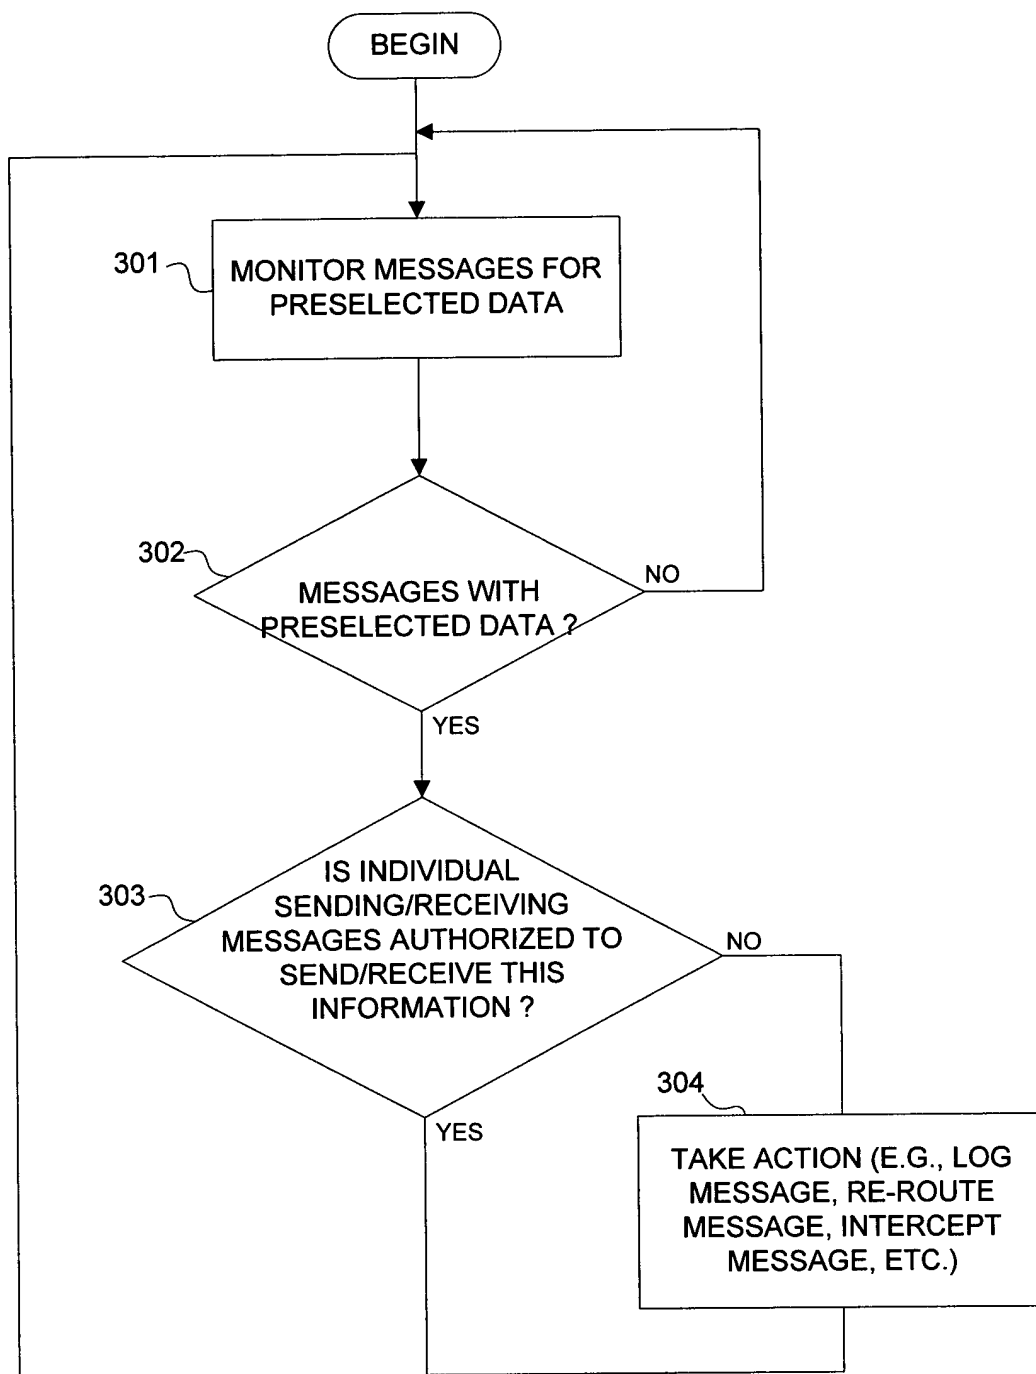 BEGIN
301
MONITOR MESSAGES FOR
PRESELECTED DATA
302
MESSAGES WITH
PRESELECTED DATA ?
NO
YES
303
IS INDIVIDUAL
SENDING/RECEIVING
MESSAGES AUTHORIZED TO
SEND/RECEIVE THIS
INFORMATION ?
NO
YES
304
TAKE ACTION (E.G., LOG
MESSAGE, RE-ROUTE
MESSAGE, INTERCEPT
MESSAGE, ETC.)